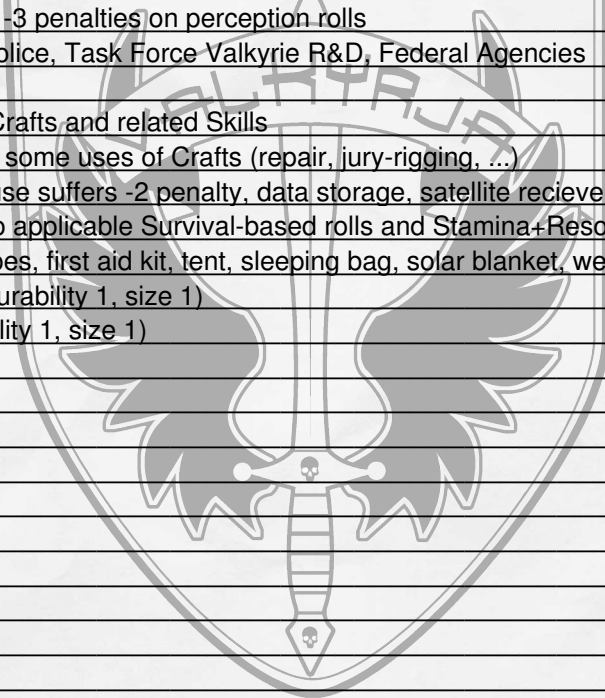 -3 penalties on perception rolls
olice, Task Force Valkyrie R&D, Federal Agencies
VALKYRJA
Crafts and related Skills
some uses of Crafts (repair, jury-rigging, ...)
use suffers -2 penalty, data storage, satellite recieve
o applicable Survival-based rolls and Stamina+Reso
pes, first aid kit, tent, sleeping bag, solar blanket, we
urability 1, size 1)
lity 1, size 1)